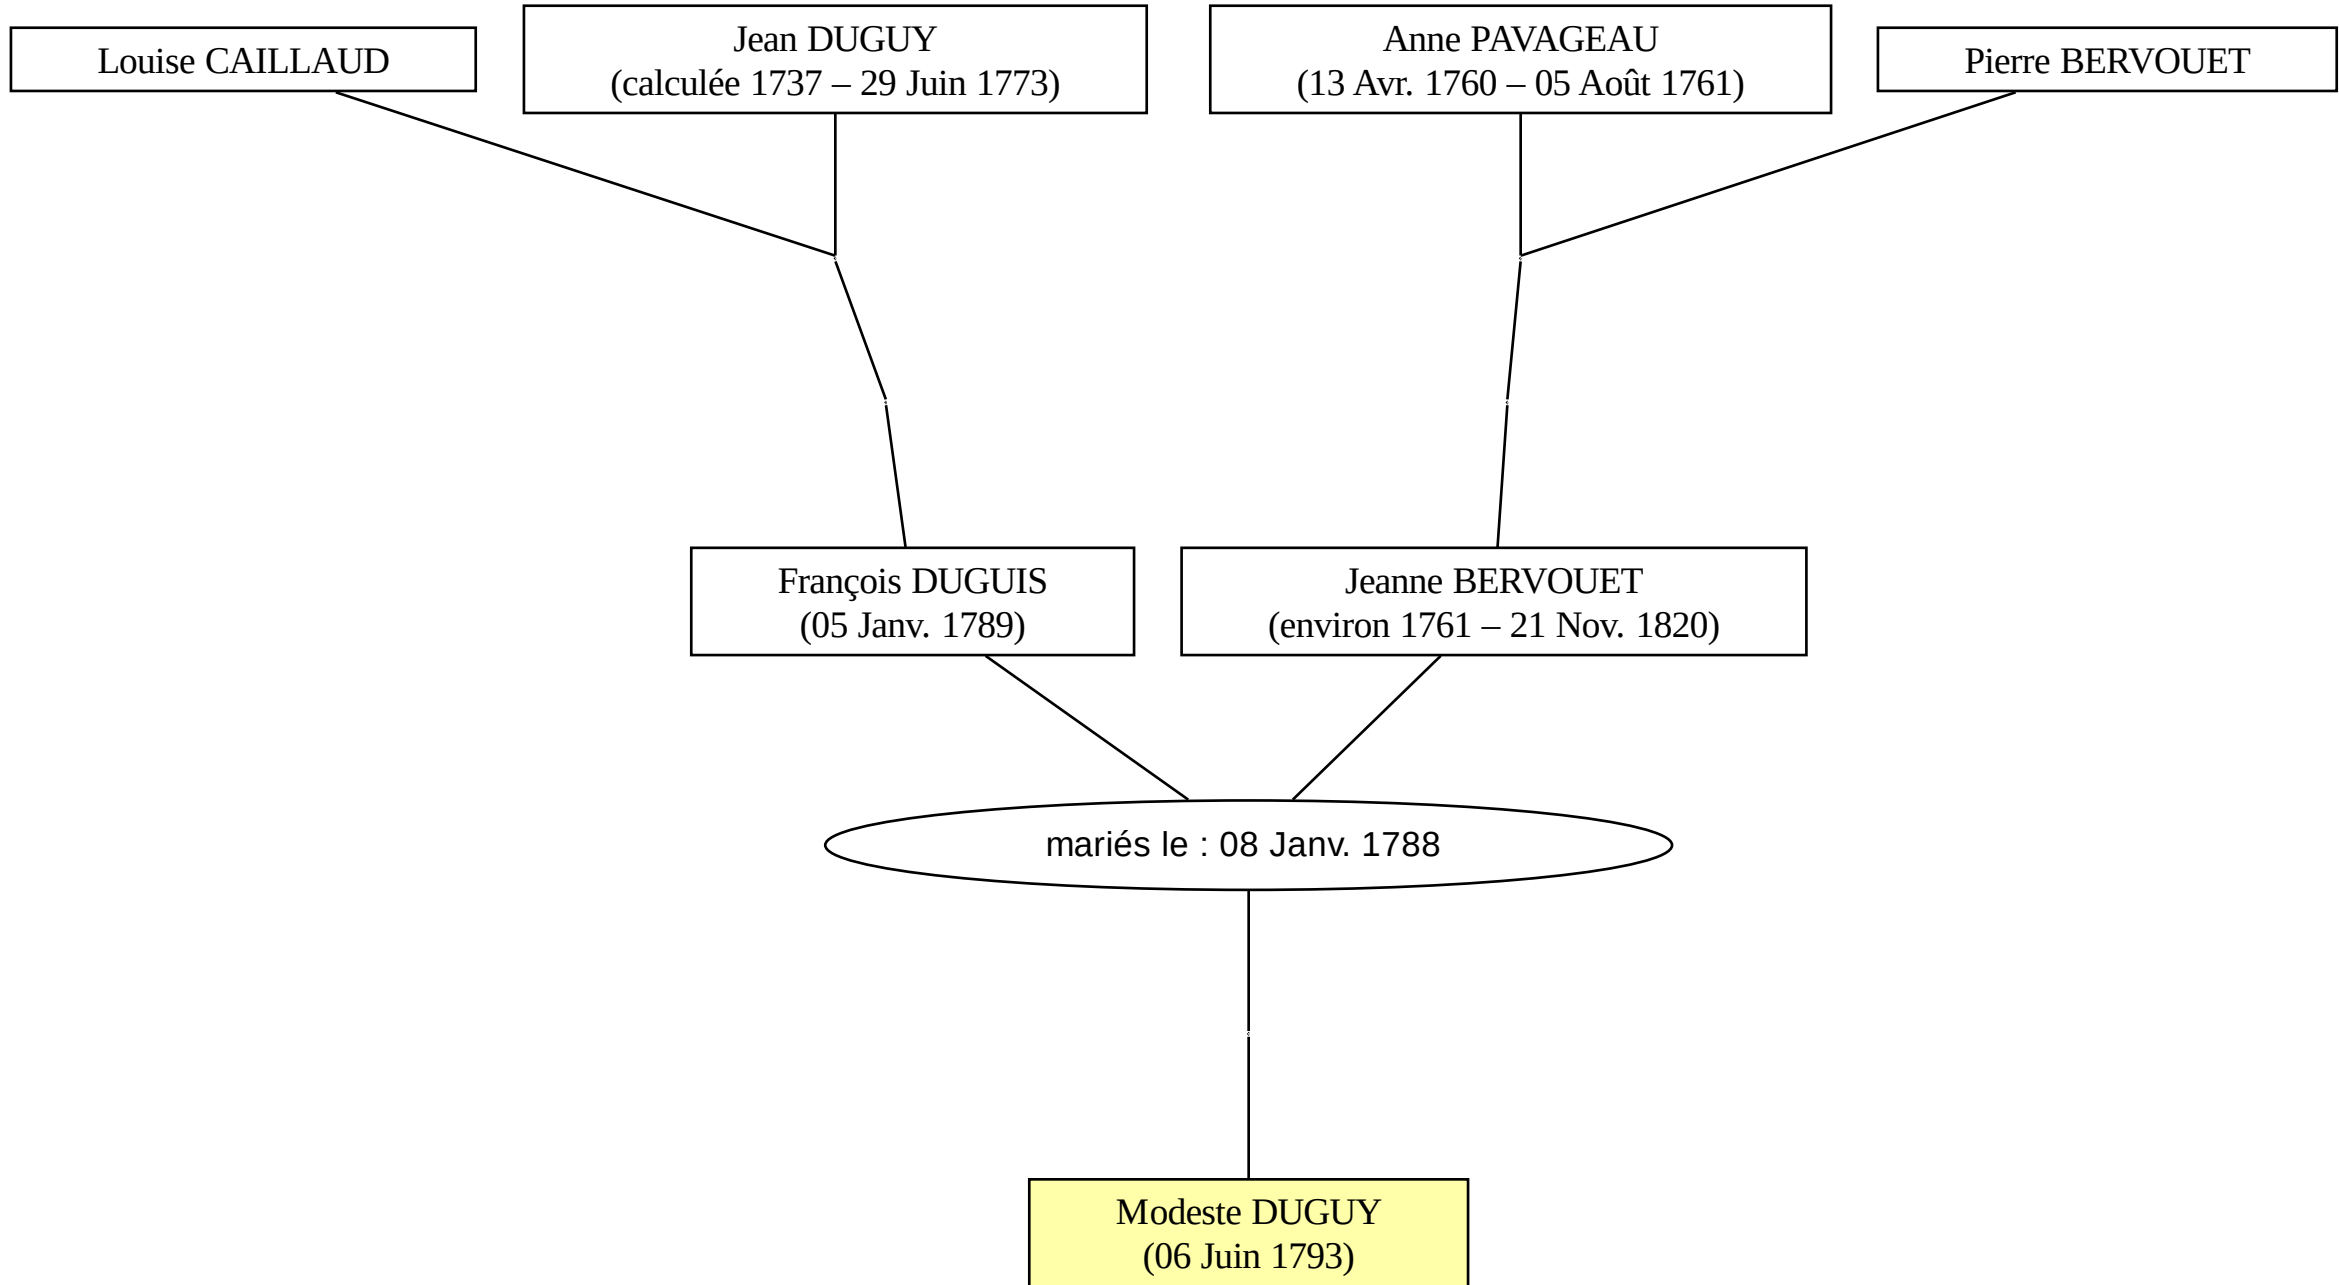 Louise CAILLAUD
Jean DUGUY
(calculée 1737 – 29 Juin 1773)
Anne PAVAGEAU
(13 Avr. 1760 – 05 Août 1761)
Pierre BERVOUET
François DUGUIS
(05 Janv. 1789)
Jeanne BERVOUET
(environ 1761 – 21 Nov. 1820)
mariés le : 08 Janv. 1788
Modeste DUGUY
(06 Juin 1793)